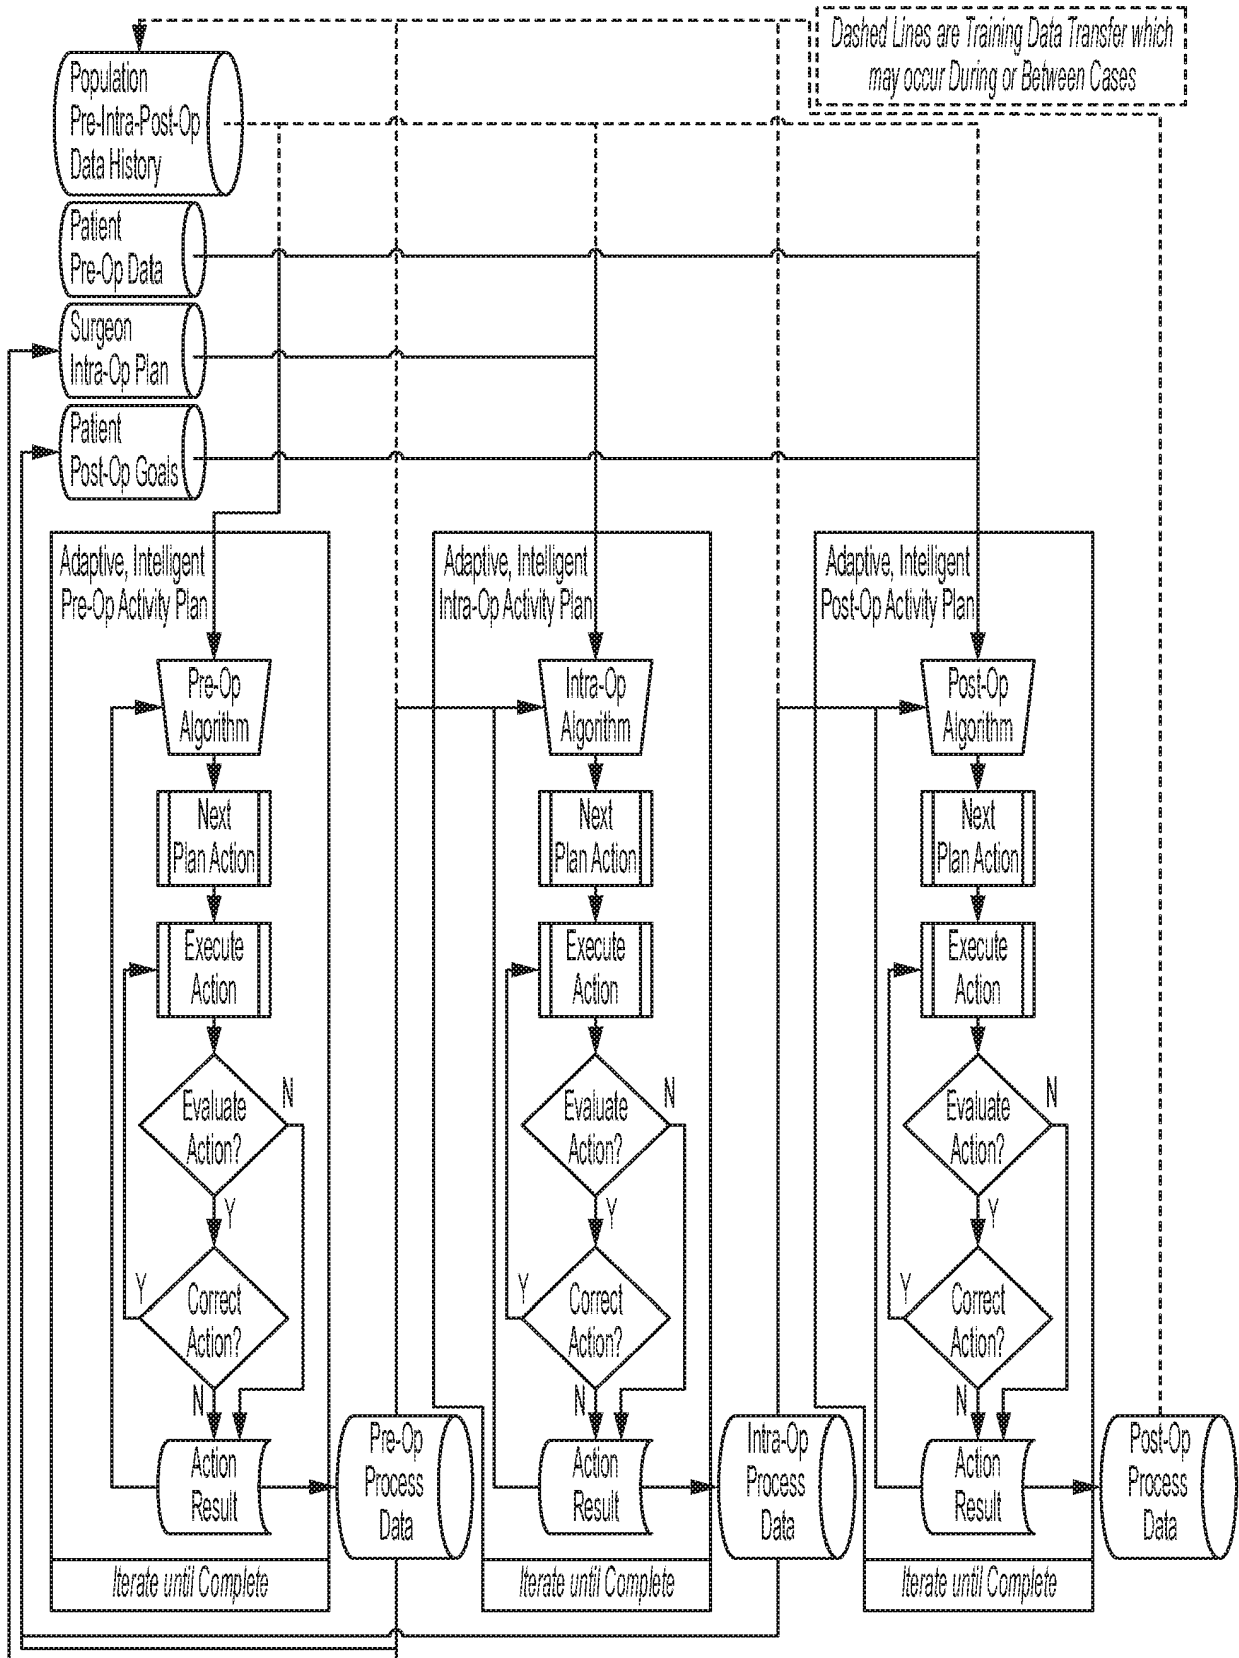 Dashed Lines are Training Data Transfer which
may occur During or Between Cases
Population
Pre-Intra-Post-Op
Data History
Patient
Pre-Op Data
Surgeon
Intra-Op Plan
Patient
Post-Op Goals
Adaptive, Intelligent
Pre-Op Activity Plan
Pre-Op
Algorithm
Next
Plan Action
Execute
Action
Evaluate
Action?
N
Y
Correct
Action?
Y
N
Action
Result
Pre-Op
Process
Data
Iterate until Complete
Adaptive, Intelligent
Intra-Op Activity Plan
Intra-Op
Algorithm
Next
Plan Action
Execute
Action
Evaluate
Action?
N
Y
Correct
Action?
Y
N
Action
Result
Intra-Op
Process
Data
Iterate until Complete
Adaptive, Intelligent
Post-Op Activity Plan
Post-Op
Algorithm
Next
Plan Action
Execute
Action
Evaluate
Action?
N
Y
Correct
Action?
Y
N
Action
Result
Post-Op
Process
Data
Iterate until Complete